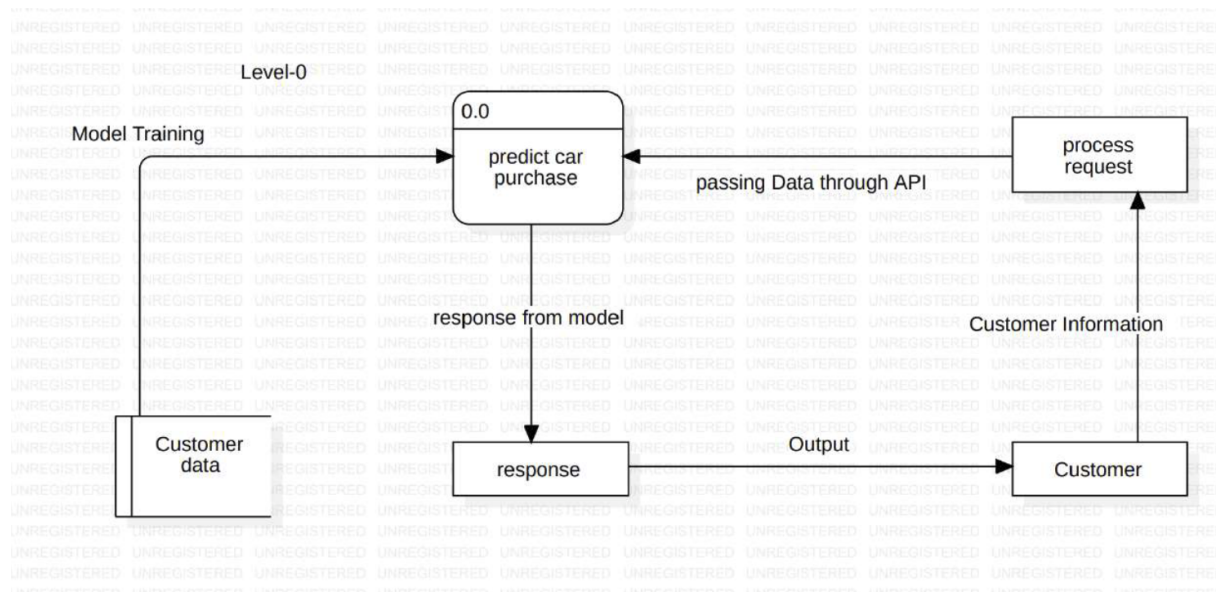 Level-0
0.0
Model Training
predict car
purchase
process
request
passing Data through API
response from model
Customer Information
Customer
data
Output
response
Customer
UNREGISTERED